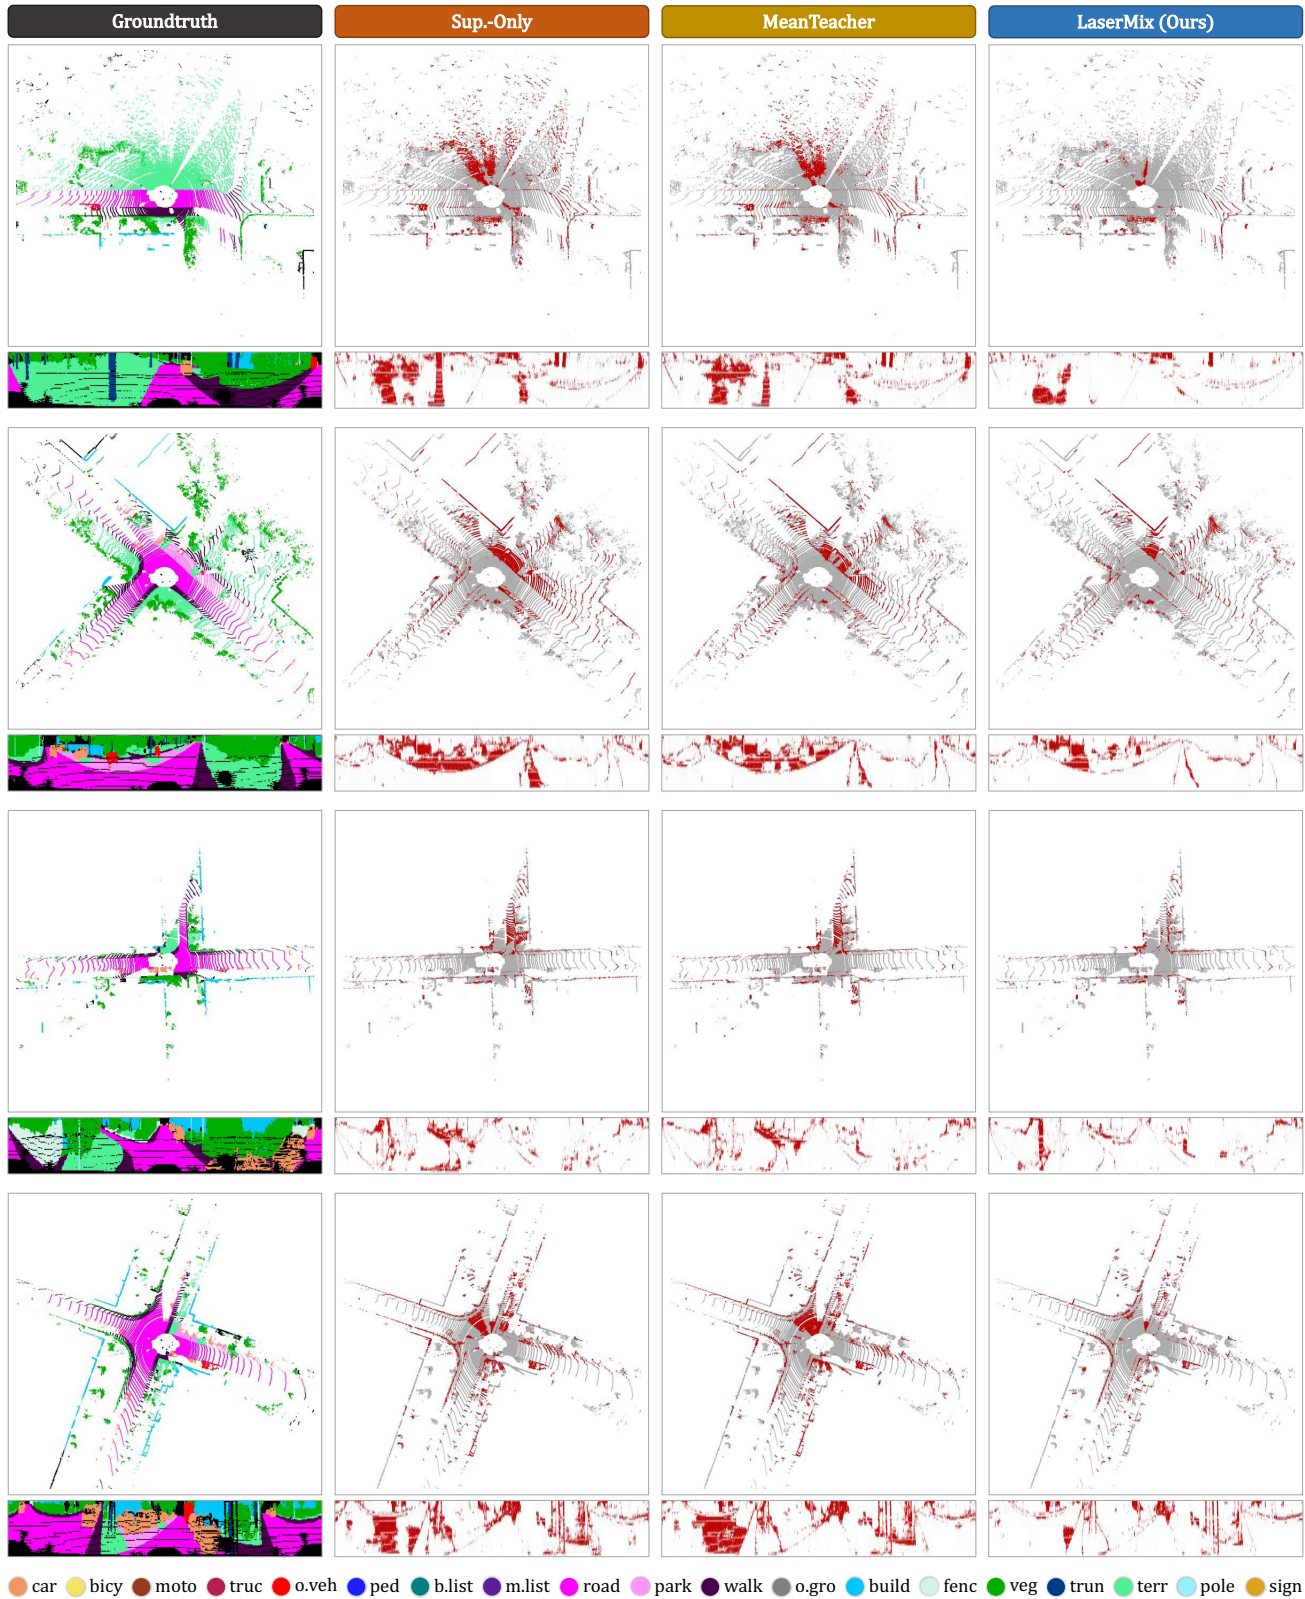 Groundtruth
Sup.-Only
MeanTeacher
LaserMix (Ours)
car bicy moto truc o.veh ped b.list m.list road park walk o.gro build fenc veg trun terr pole sign